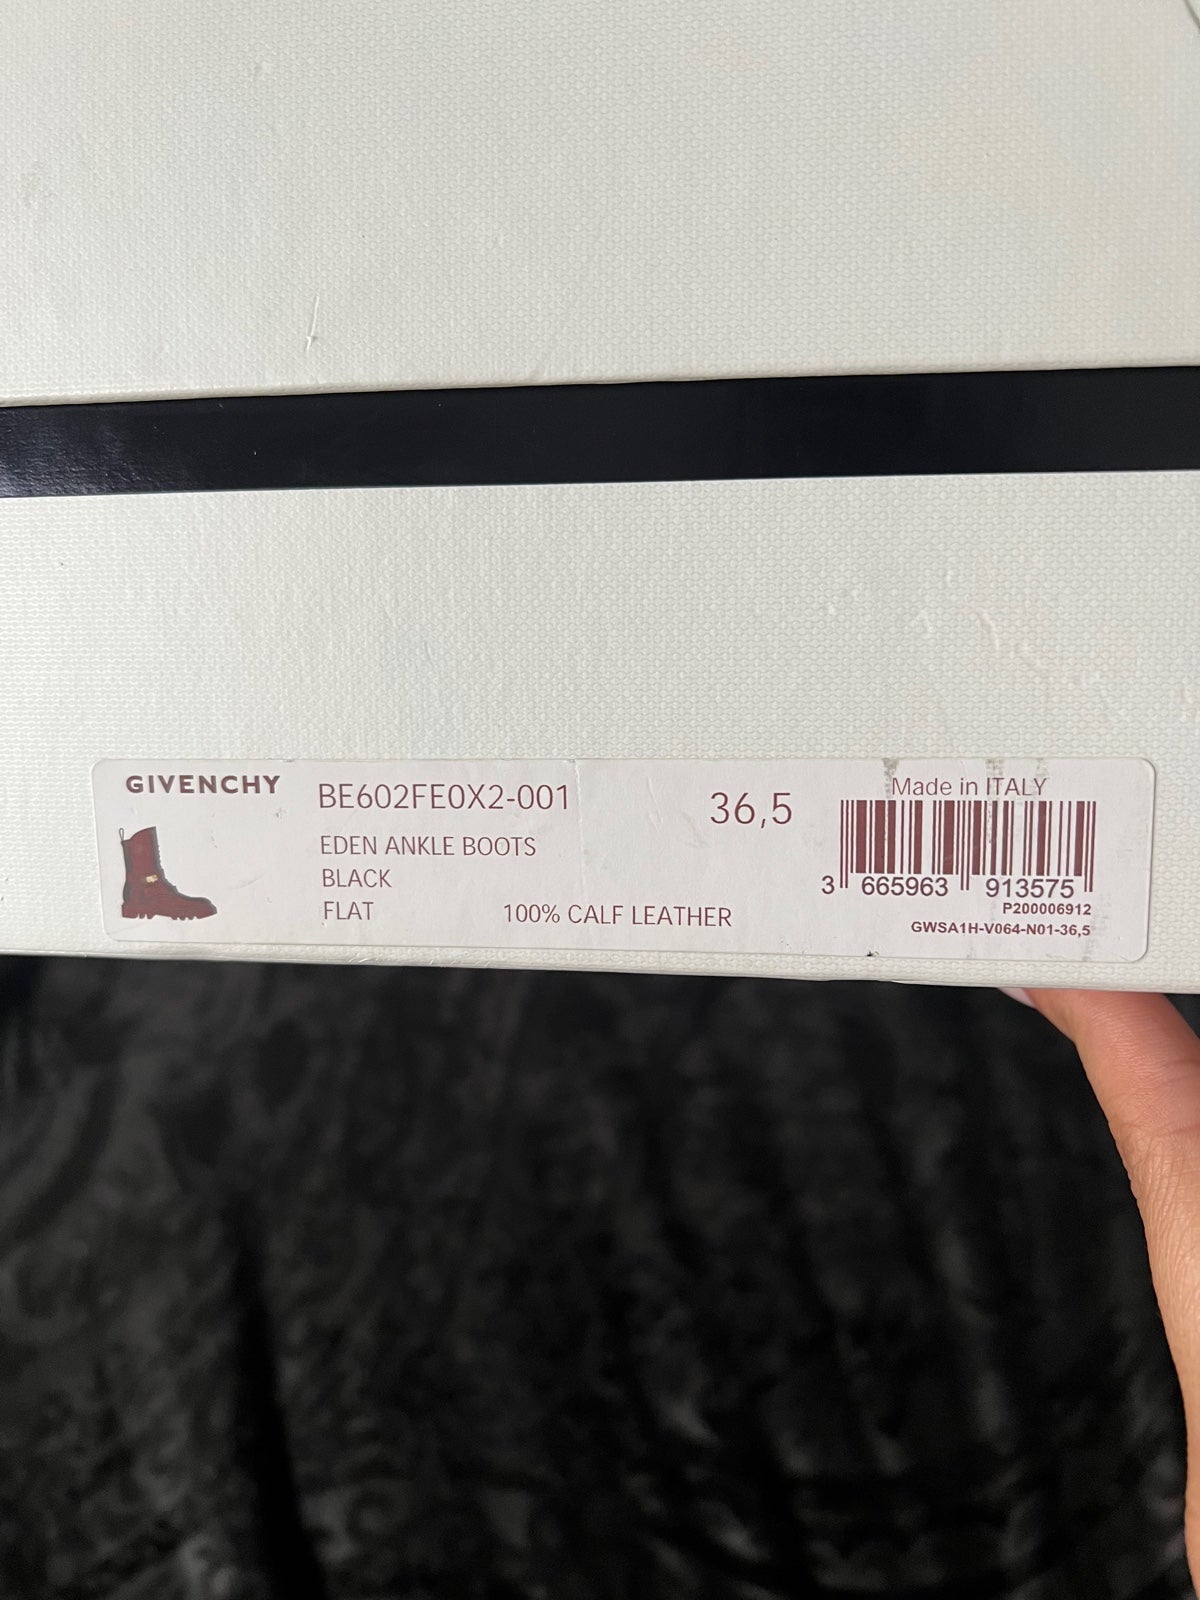 GIVENCHY
BE602FE0X2-001
EDEN ANKLE BOOTS
BLACK
FLAT
100% CALF LEATHER
36,5
Made in ITALY
3 665963 913575
P200006912
GWSA1H-V064-N01-36,5